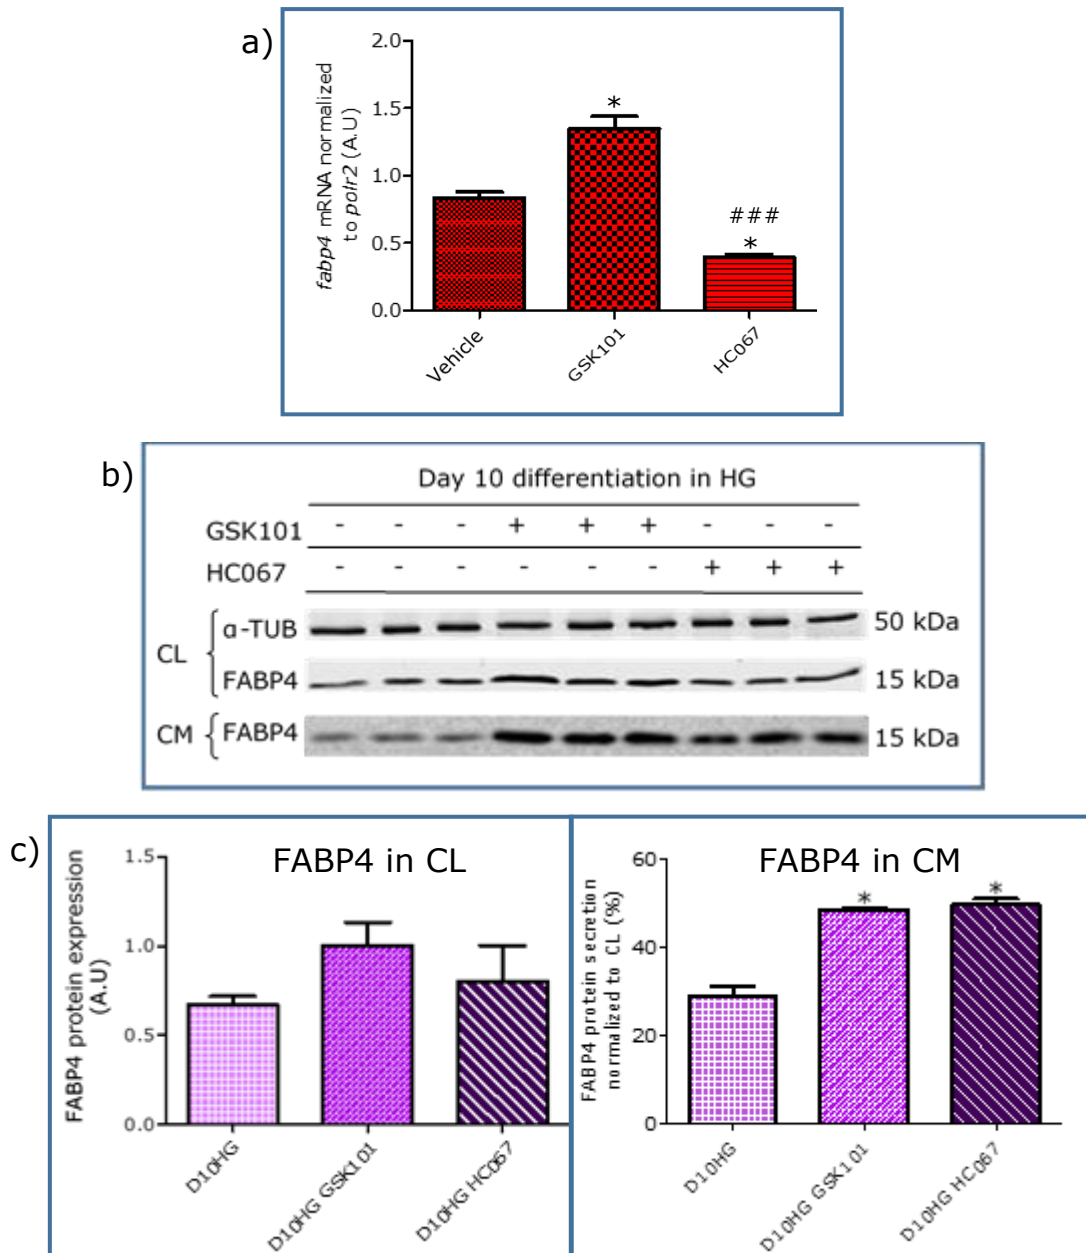 a)
fabp4 mRNA normalized
to polr2 (A.U)
2.0
1.5
1.0
0.5
0.0
*
###
*
Vehicle
GSK101
HC067
b)
Day 10 differentiation in HG
GSK101 - - - + + + - - -
HC067 - - - - - - + + +
CL { α-TUB 50 kDa
FABP4 15 kDa
CM { FABP4 15 kDa
c)
FABP4 in CL
FABP4 protein expression
(A.U)
1.5
1.0
0.5
0.0
D10HG
D10HG GSK101
D10HG HC067
FABP4 in CM
FABP4 protein secretion
normalized to CL (%)
60
40
20
0
*
*
D10HG
D10HG GSK101
D10HG HC067